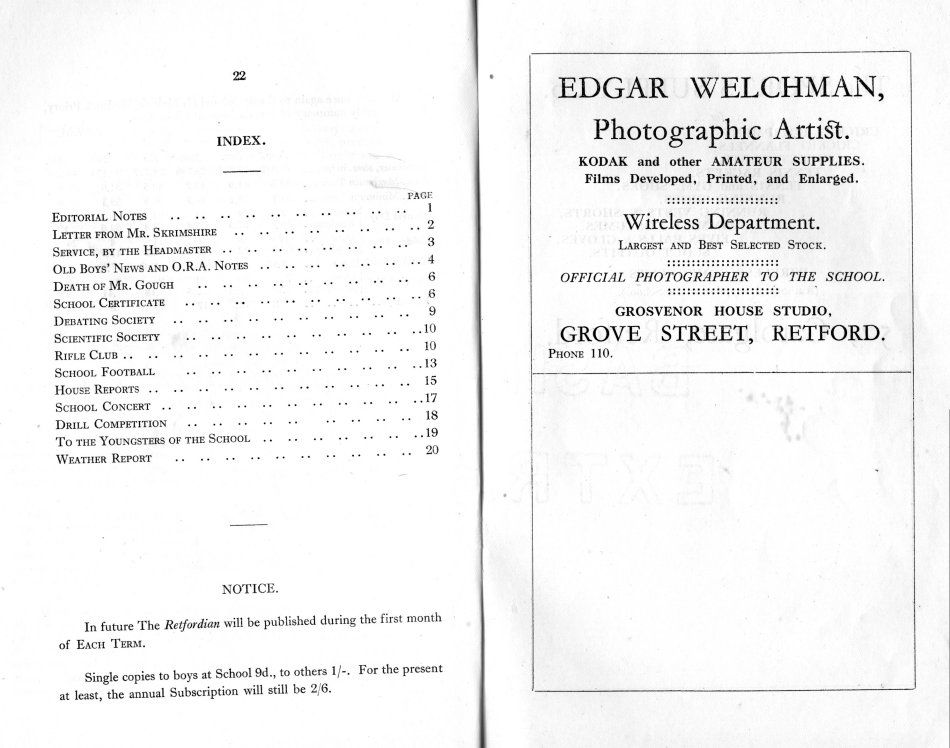 22
INDEX.
PAGE
Editorial Notes .. .. .. .. .. .. .. .. .. .. 1
Letter from Mr. Skrimshire .. .. .. .. .. .. .. .. 2
Service, by the Headmaster .. .. .. .. .. .. .. .. 3
Old Boys' News and O.R.A. Notes .. .. .. .. .. .. .. 4
Death of Mr. Gough .. .. .. .. .. .. .. .. .. 6
School Certificate .. .. .. .. .. .. .. .. .. .. 6
Debating Society .. .. .. .. .. .. .. .. .. .. 9
Scientific Society .. .. .. .. .. .. .. .. .. .. 10
Rifle Club .. .. .. .. .. .. .. .. .. .. .. .. 10
School Football .. .. .. .. .. .. .. .. .. .. 13
House Reports .. .. .. .. .. .. .. .. .. .. .. 15
School Concert .. .. .. .. .. .. .. .. .. .. .. 17
Drill Competition .. .. .. .. .. .. .. .. .. 18
To the Youngsters of the School .. .. .. .. .. .. .. 19
Weather Report .. .. .. .. .. .. .. .. .. .. 20
NOTICE.
In future The Retfordian will be published during the first month
of Each Term.
Single copies to boys at School 9d., to others 1/-. For the present
at least, the annual Subscription will still be 2/6.
EDGAR WELCHMAN,
Photographic Artist.
KODAK and other AMATEUR SUPPLIES.
Films Developed, Printed, and Enlarged.
Wireless Department.
Largest and Best Selected Stock.
OFFICIAL PHOTOGRAPHER TO THE SCHOOL.
GROSVENOR HOUSE STUDIO,
GROVE STREET, RETFORD.
Phone 110.